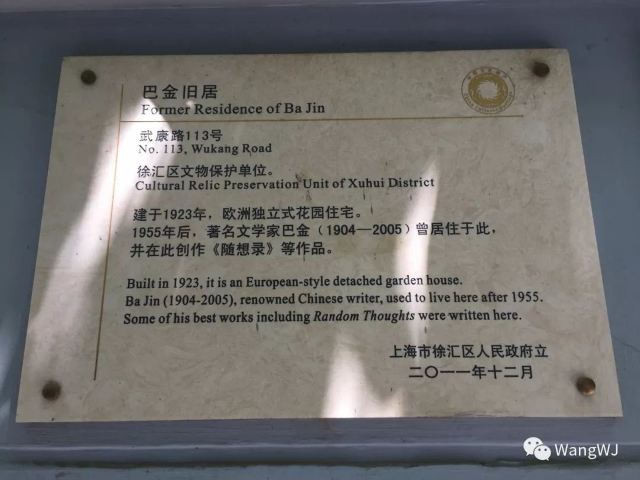 巴金旧居
Former Residence of Ba Jin
武康路113号
No. 113, Wukang Road
徐汇区文物保护单位。
Cultural Relic Preservation Unit of Xuhui District
建于1923年，欧洲独立式花园住宅。
1955年后，著名文学家巴金（1904—2005）曾居住于此，
并在此创作《随想录》等作品。
Built in 1923, it is an European-style detached garden house.
Ba Jin (1904-2005), renowned Chinese writer, used to live here after 1955.
Some of his best works including Random Thoughts were written here.
上海市徐汇区人民政府立
二〇一一年十二月
WangWJ